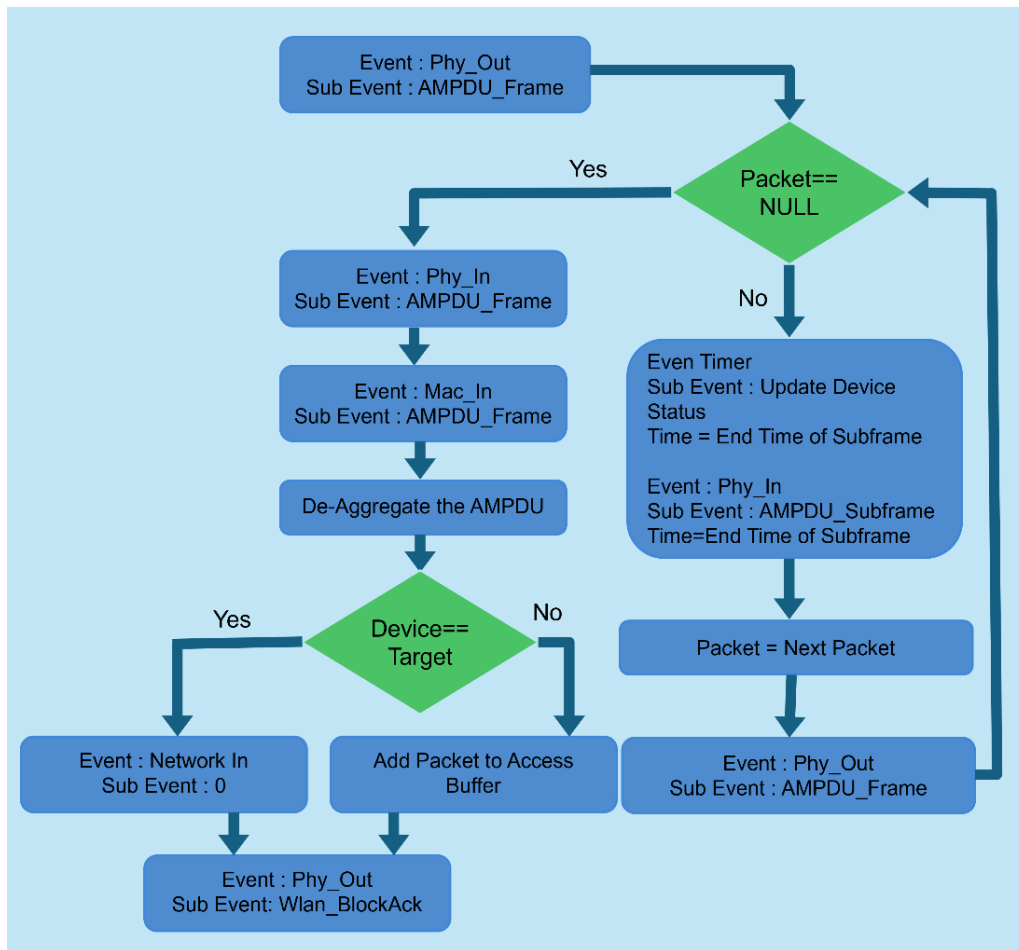 Event : Phy_Out
Sub Event : AMPDU_Frame
Packet==
NULL
Yes
No
Event : Phy_In
Sub Event : AMPDU_Frame
Event : Mac_In
Sub Event : AMPDU_Frame
De-Aggregate the AMPDU
Device==
Target
Yes
No
Event : Network In
Sub Event : 0
Add Packet to Access
Buffer
Event : Phy_Out
Sub Event: Wlan_BlockAck
Even Timer
Sub Event : Update Device
Status
Time = End Time of Subframe
Event : Phy_In
Sub Event : AMPDU_Subframe
Time=End Time of Subframe
Packet = Next Packet
Event : Phy_Out
Sub Event : AMPDU_Frame